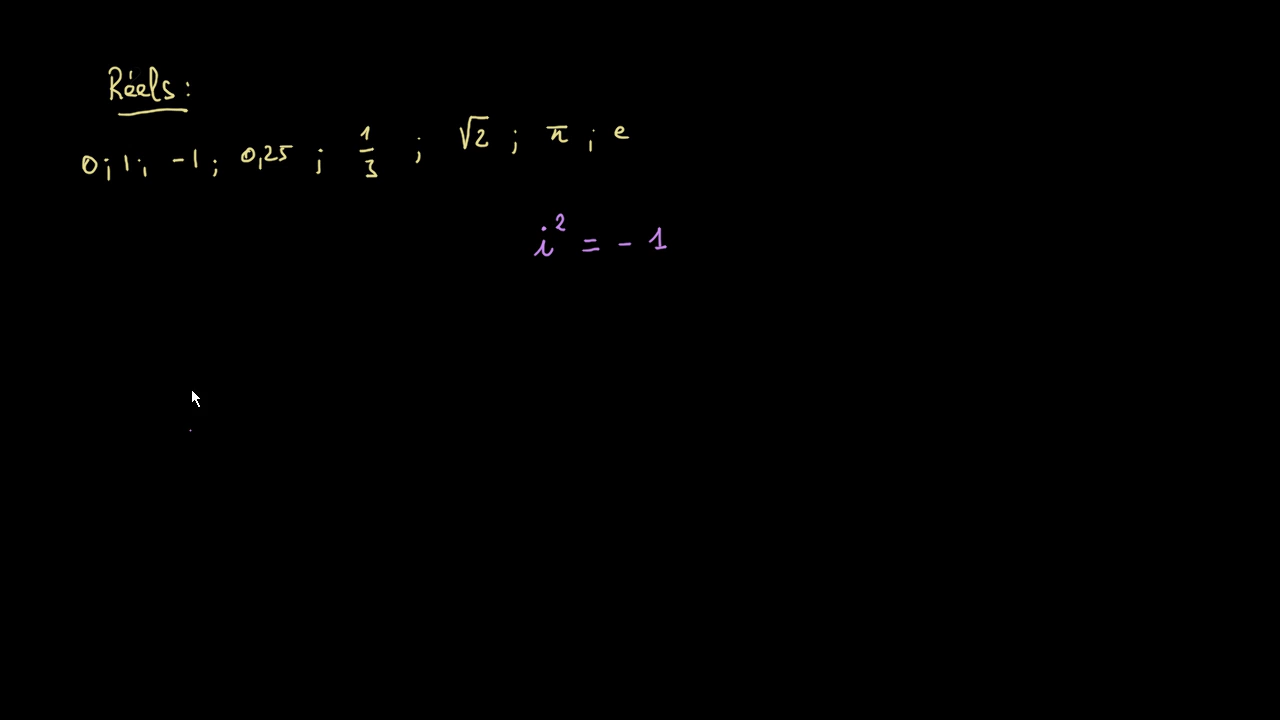 Réels :
0 ; 1 ; -1 ; 0,25 ; 1/3 ; √2 ; π ; e
i² = - 1